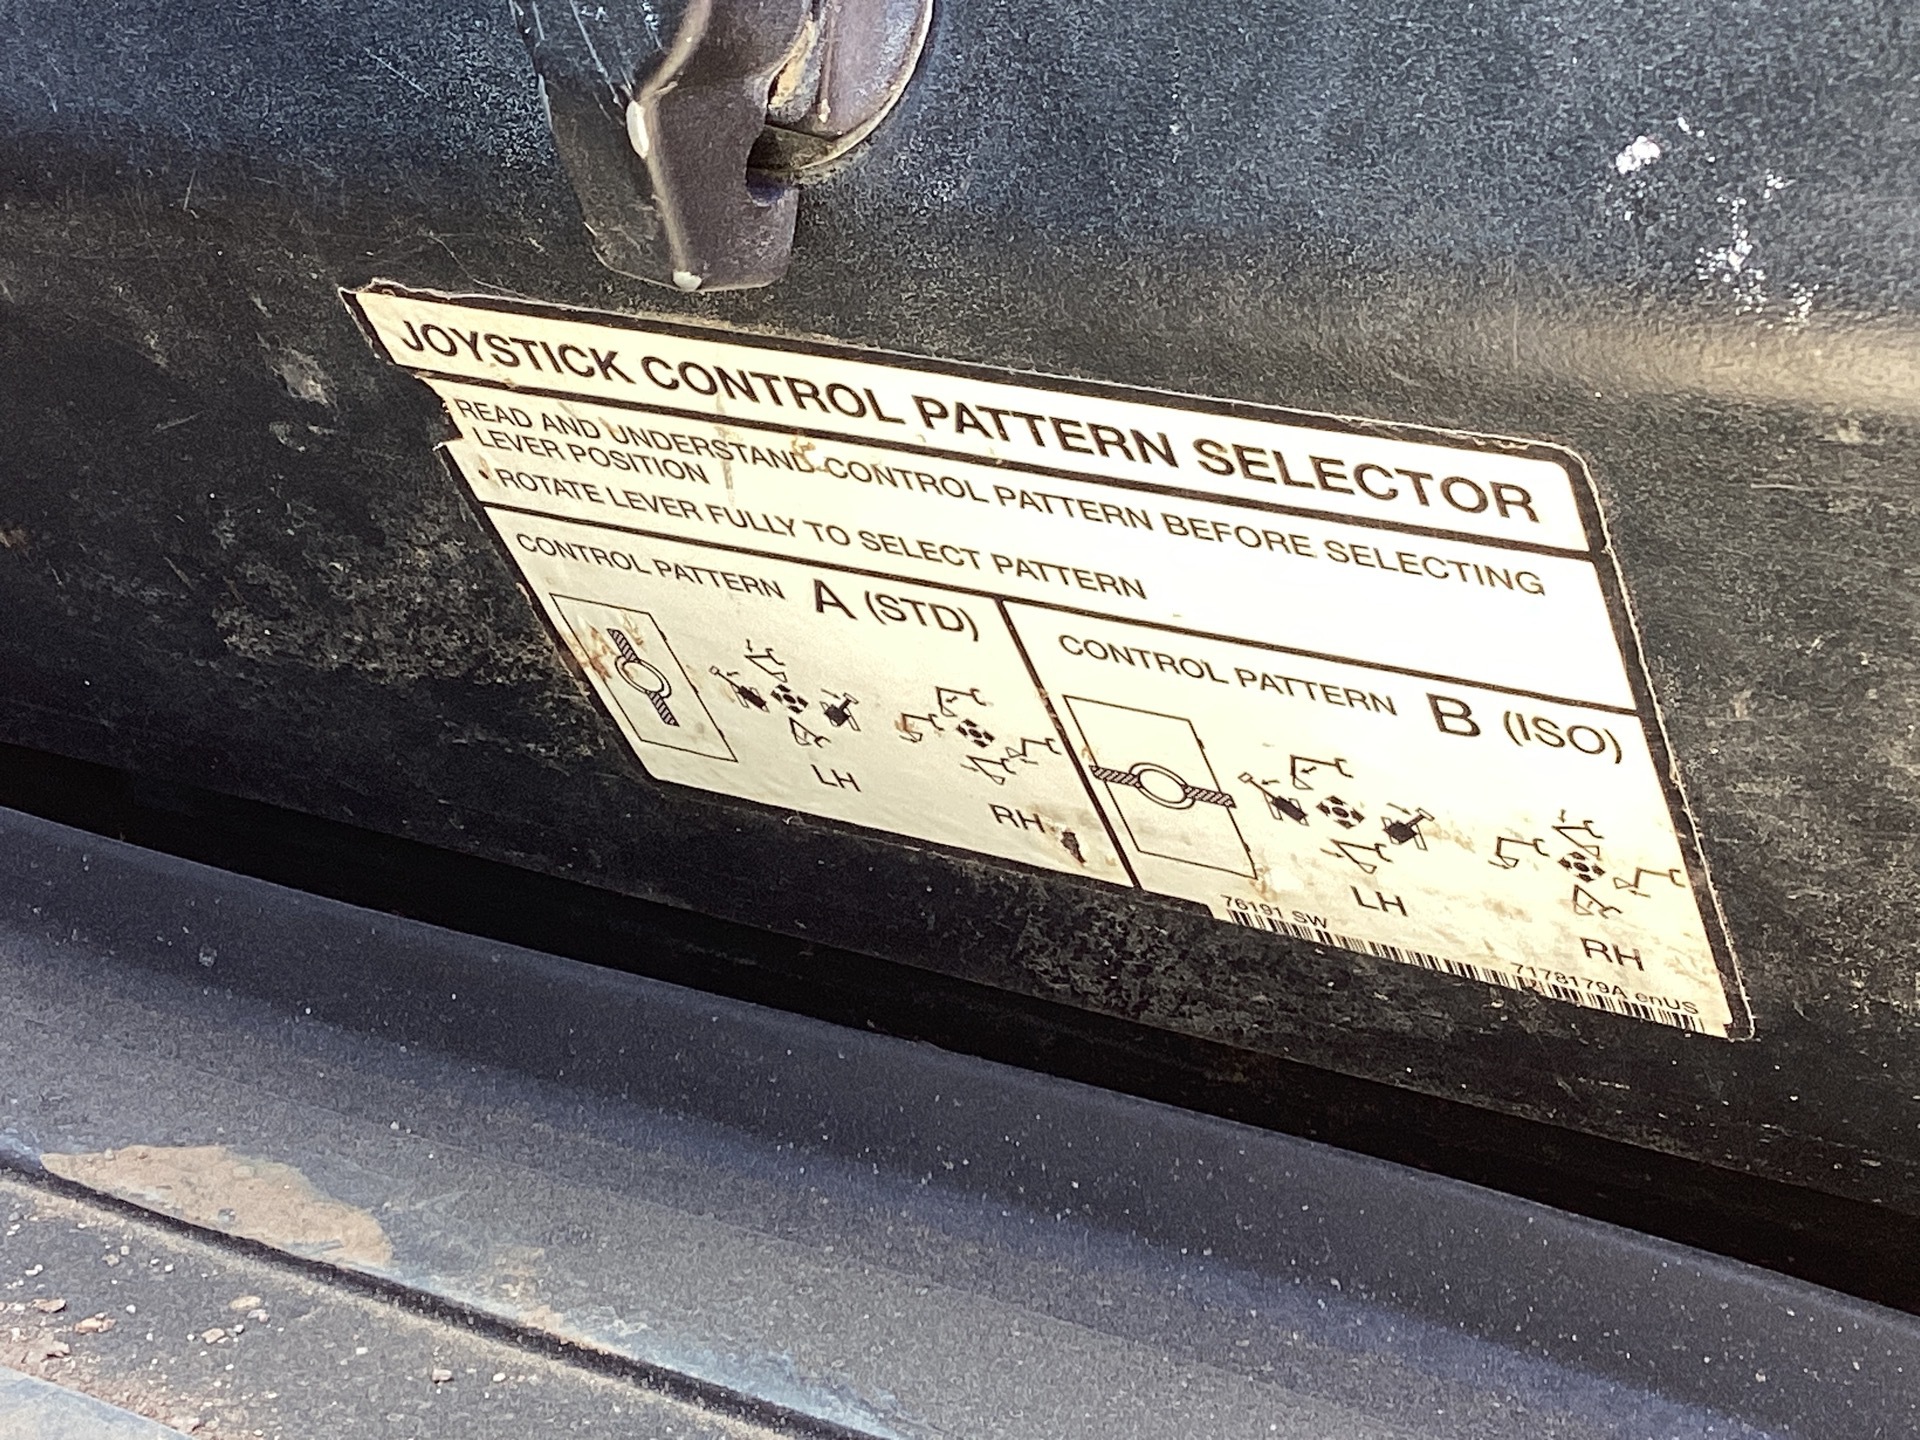 JOYSTICK CONTROL PATTERN SELECTOR
READ AND UNDERSTAND CONTROL PATTERN BEFORE SELECTING
LEVER POSITION
ROTATE LEVER FULLY TO SELECT PATTERN
CONTROL PATTERN A (STD)
LH
RH
CONTROL PATTERN B (ISO)
LH
RH
76191 SW
7178179A enUS